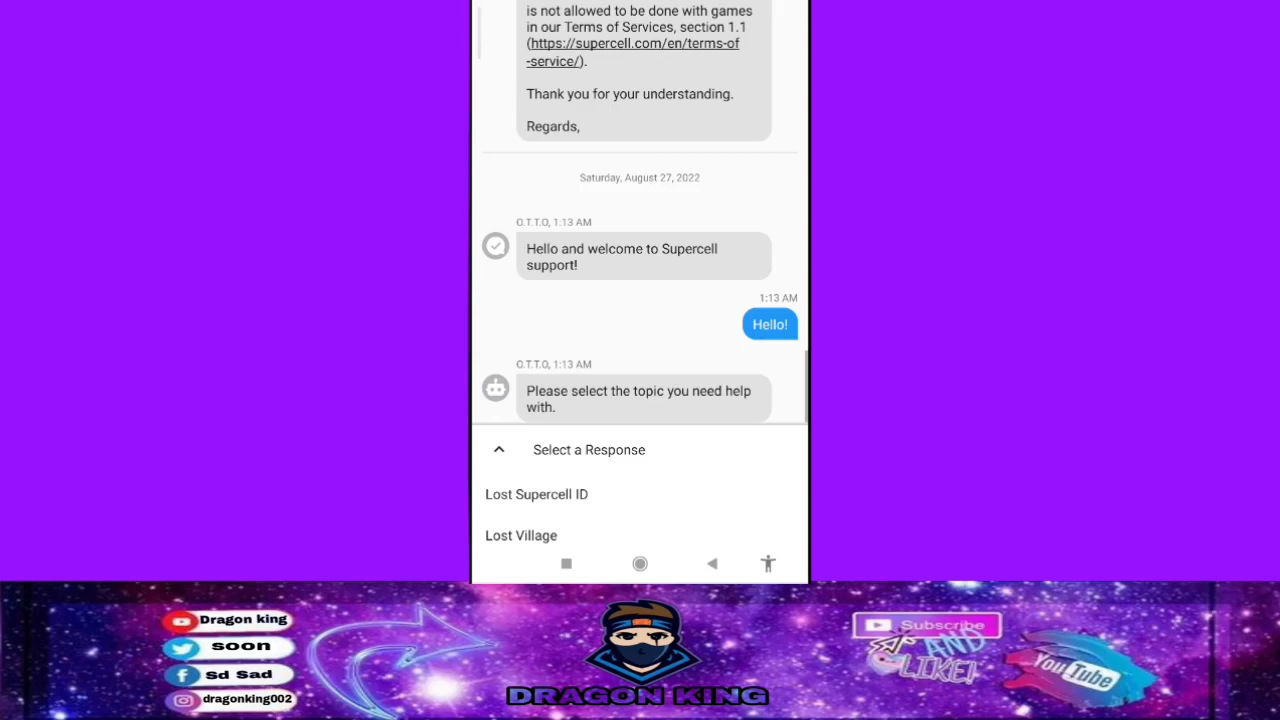 is not allowed to be done with games
in our Terms of Services, section 1.1
(https://supercell.com/en/terms-of
-service/).
Thank you for your understanding.
Regards,
Saturday, August 27, 2022
O.T.T.O, 1:13 AM
Hello and welcome to Supercell
support!
1:13 AM
Hello!
O.T.T.O, 1:13 AM
Please select the topic you need help
with.
Select a Response
Lost Supercell ID
Lost Village
Dragon king
soon
Sd Sad
dragonking002
DRAGON KING
Subscribe
AND
LIKE!
YouTube